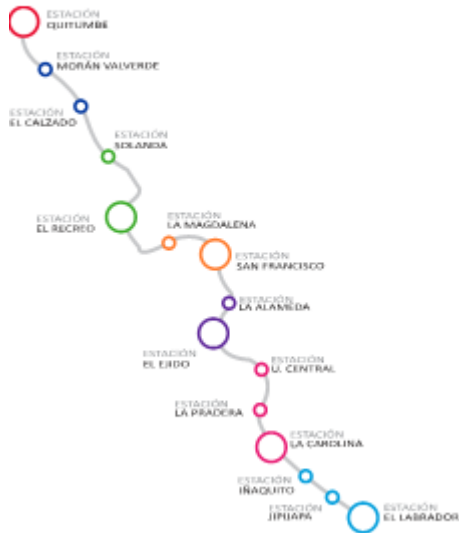 ESTACIÓN
QUITUMBE
ESTACIÓN
MORÁN VALVERDE
ESTACIÓN
EL CALZADO
ESTACIÓN
SOLANDA
ESTACIÓN
EL RECREO
ESTACIÓN
LA MAGDALENA
ESTACIÓN
SAN FRANCISCO
ESTACIÓN
LA ALAMEDA
ESTACIÓN
EL EJIDO
ESTACIÓN
U. CENTRAL
ESTACIÓN
LA PRADERA
ESTACIÓN
LA CAROLINA
ESTACIÓN
IÑAQUITO
ESTACIÓN
JIPIJAPA
ESTACIÓN
EL LABRADOR